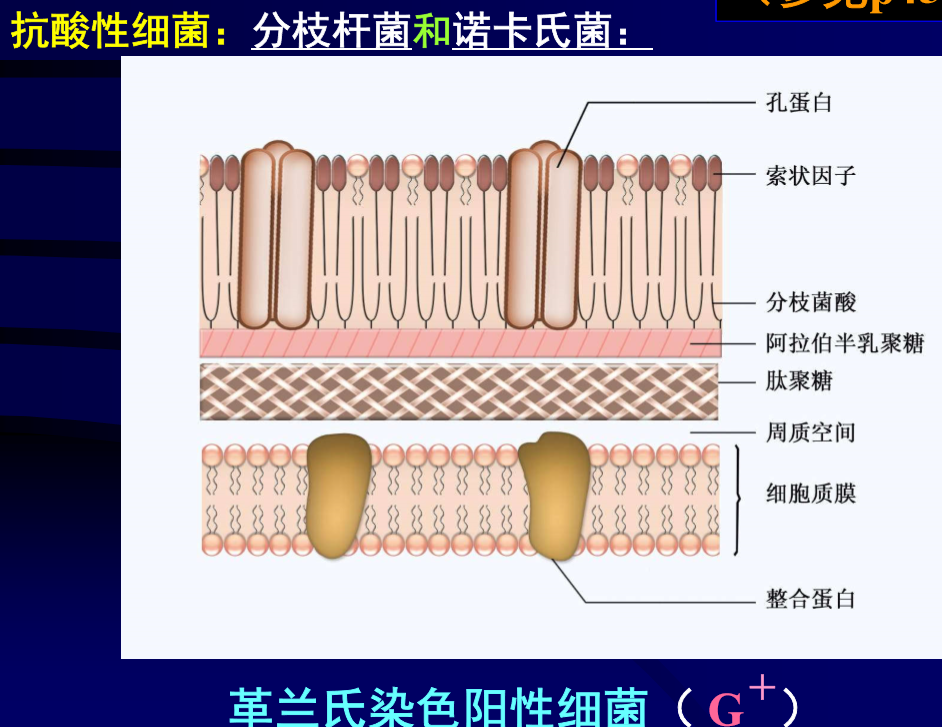 抗酸性细菌：分枝杆菌和诺卡氏菌：
孔蛋白
索状因子
分枝菌酸
阿拉伯半乳聚糖
肽聚糖
周质空间
细胞质膜
整合蛋白
革兰氏染色阳性细菌（G＋）